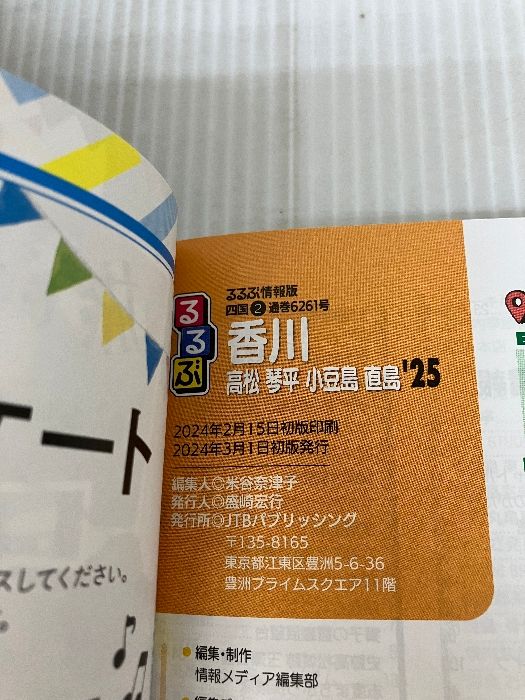 ケート
スしてください。
るるぶ
るるぶ情報版
四国❷通巻6261号
香川
高松 琴平 小豆島 直島 '25
2024年2月15日初版印刷
2024年3月1日初版発行
編集人◎米谷奈津子
発行人◎盛崎宏行
発行所◎JTBパブリッシング
〒135-8165
東京都江東区豊洲5-6-36
豊洲プライムスクエア11階
●編集・制作
情報メディア編集部